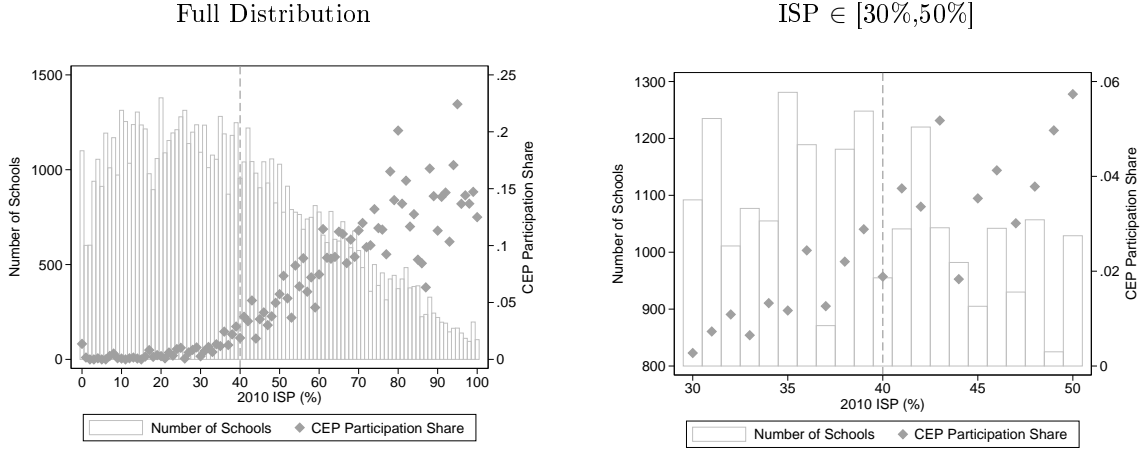 Full Distribution
1500
1000
500
0
Number of Schools
.25
.2
.15
.1
.05
0
CEP Participation Share
0 10 20 30 40 50 60 70 80 90 100
2010 ISP (%)
Number of Schools CEP Participation Share
ISP ∈ [30%,50%]
1300
1200
1100
1000
900
800
Number of Schools
.06
.04
.02
0
CEP Participation Share
30 35 40 45 50
2010 ISP (%)
Number of Schools CEP Participation Share